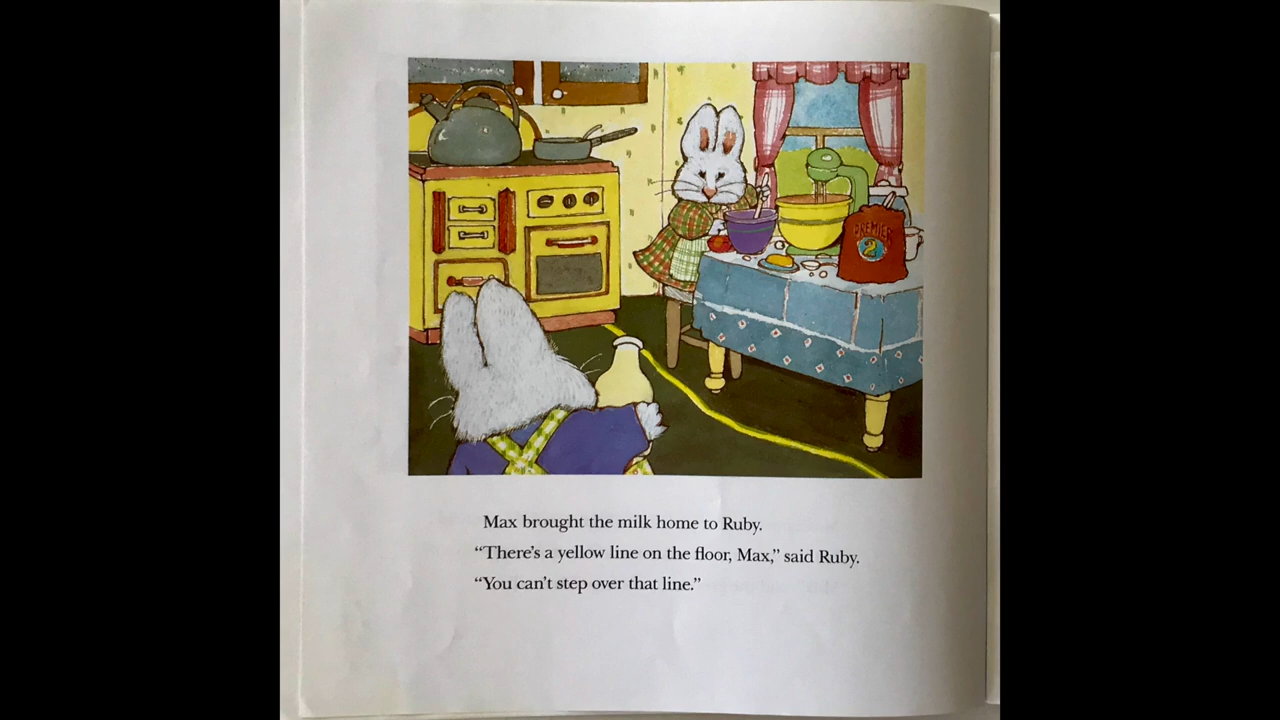 PREMIER
2
Max brought the milk home to Ruby.
“There’s a yellow line on the floor, Max,” said Ruby.
“You can’t step over that line.”